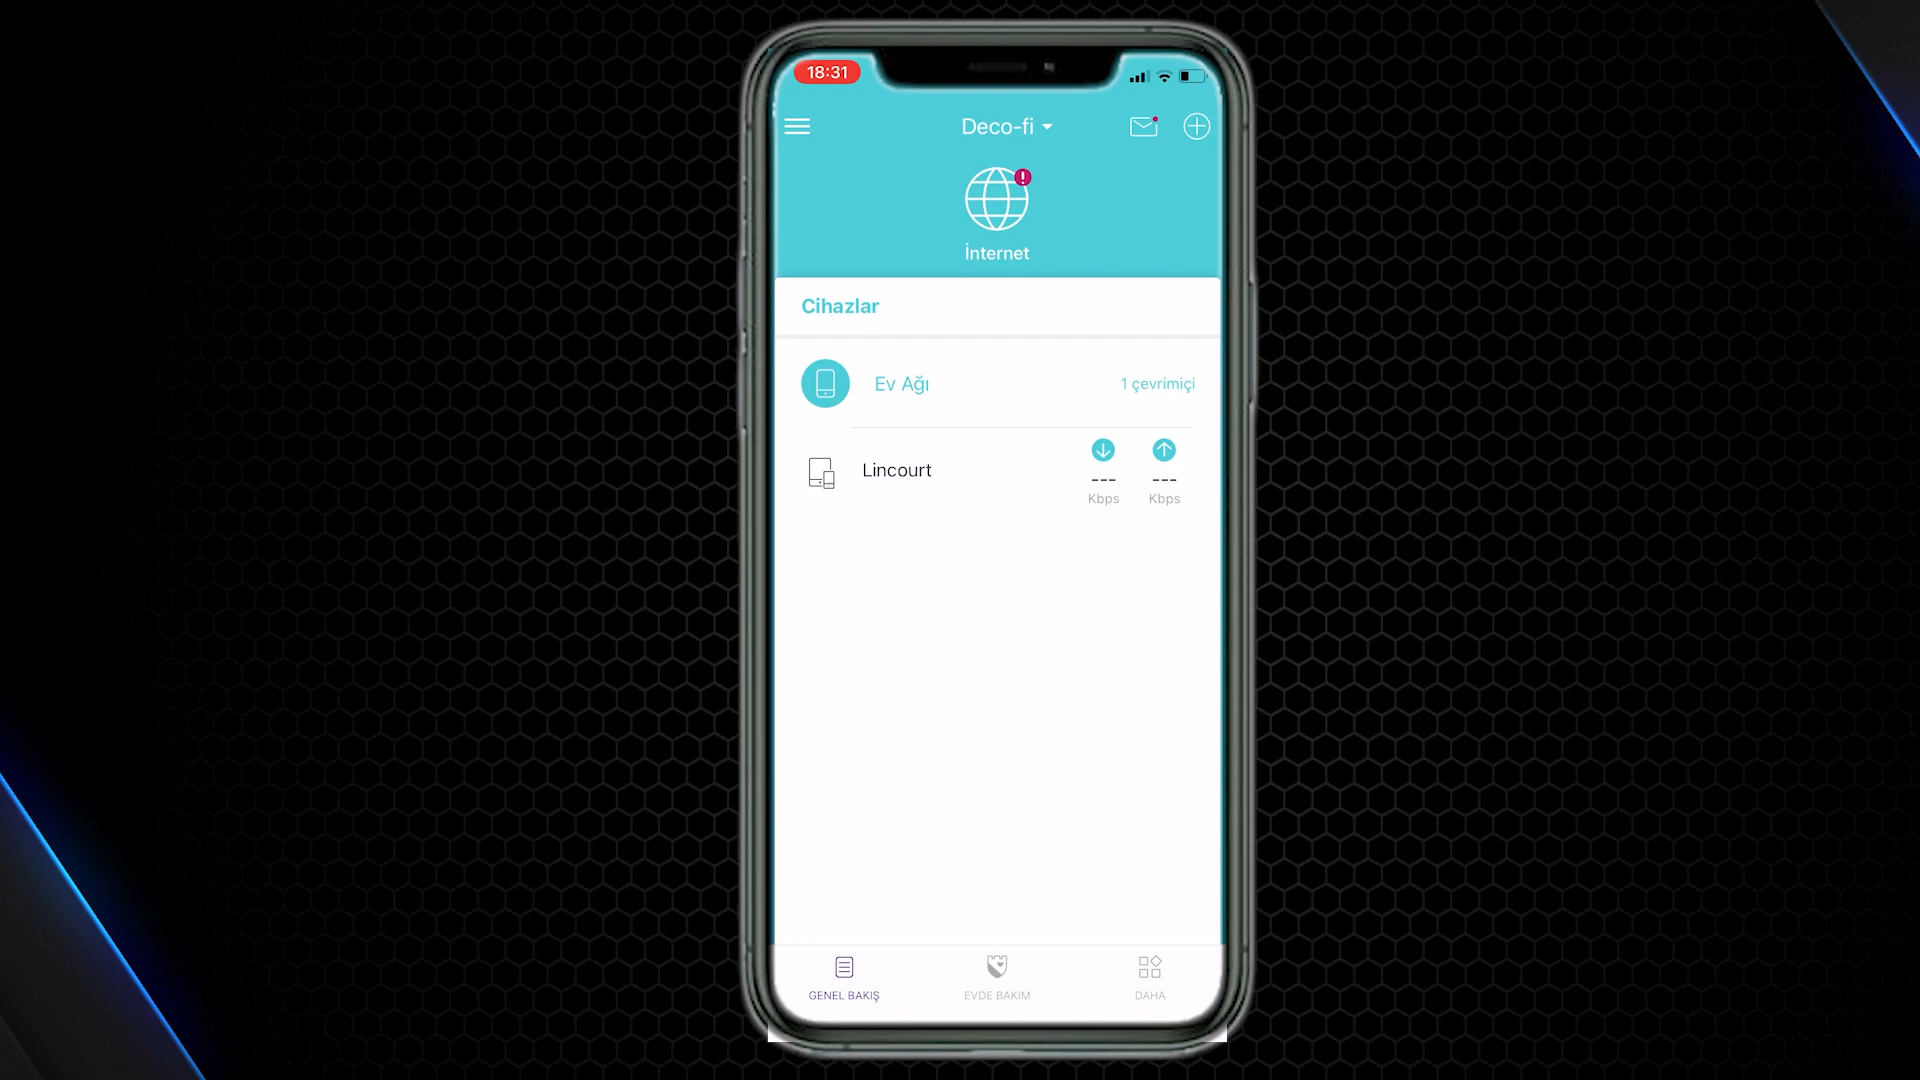 18:31
Deco-fi
İnternet
Cihazlar
Ev Ağı
1 çevrimiçi
Lincourt
--- ---
Kbps Kbps
GENEL BAKIŞ
EVDE BAKIM
DAHA